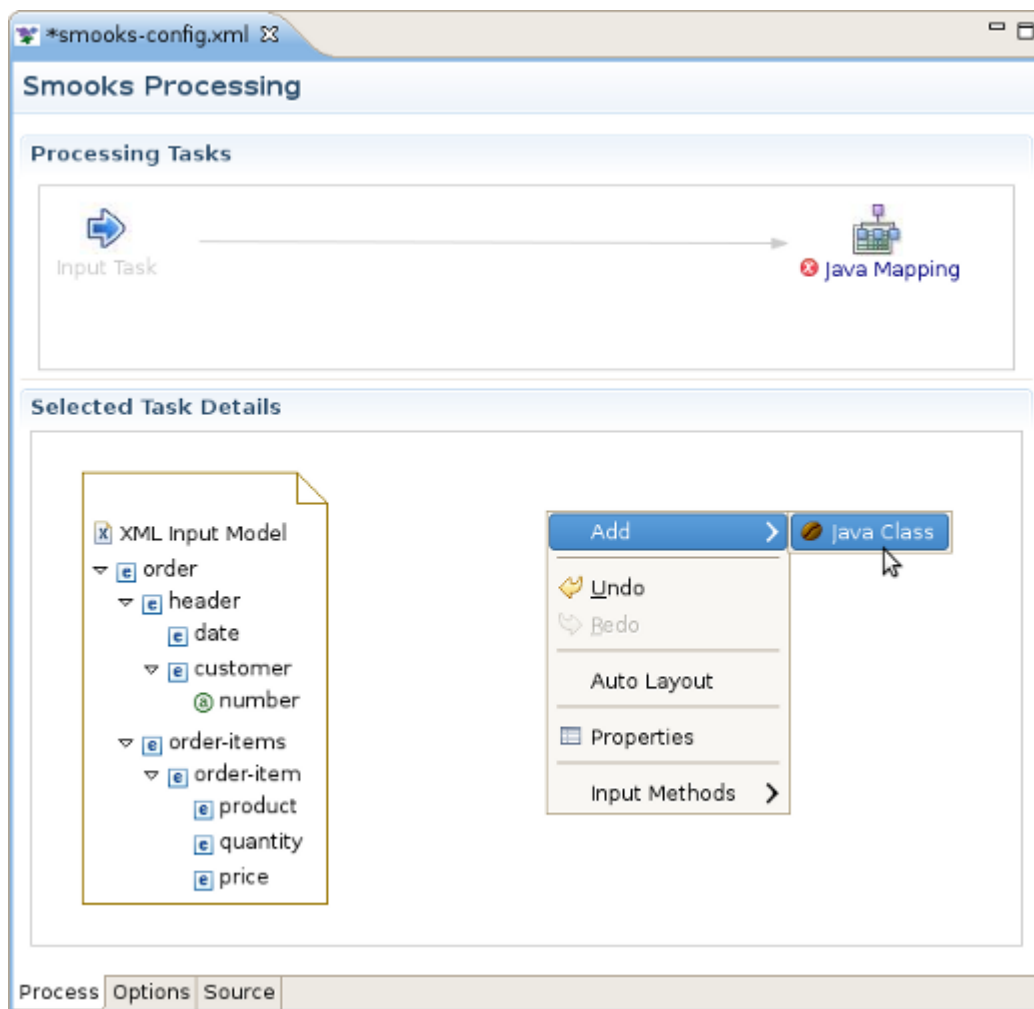 *smooks-config.xml
Smooks Processing
Processing Tasks
Input Task
Java Mapping
Selected Task Details
XML Input Model
order
header
date
customer
number
order-items
order-item
product
quantity
price
Add
Java Class
Undo
Redo
Auto Layout
Properties
Input Methods
Process Options Source